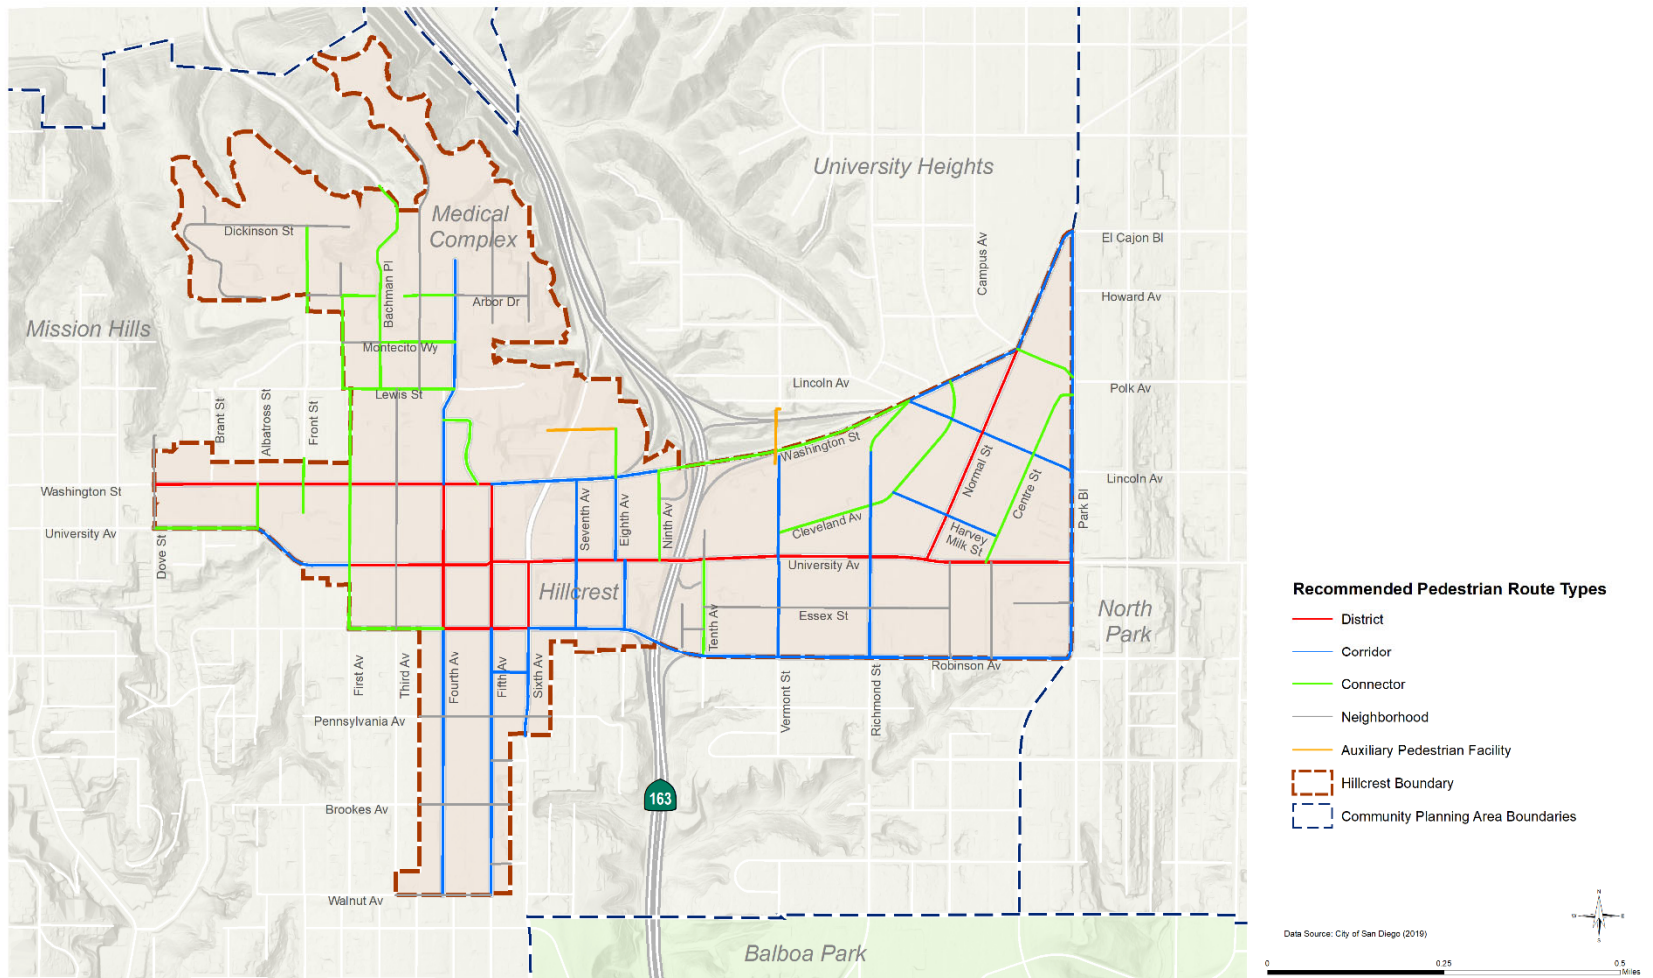 University Heights
Medical
Complex
Dickinson St
Campus Av
El Cajon Bl
Bachman Pl
Howard Av
Arbor Dr
Mission Hills
Montecito Wy
Lincoln Av
Polk Av
Lewis St
Brant St
Albatross St
Front St
Washington St
Normal St
Centre St
Lincoln Av
Washington St
Park Bl
Seventh Av
Eighth Av
Ninth Av
Cleveland Av
Harvey
Milk St
University Av
Dove St
University Av
Hillcrest
Essex St
North
Park
Tenth Av
First Av
Third Av
Fourth Av
Fifth Av
Sixth Av
Robinson Av
Vermont St
Richmond St
Pennsylvania Av
163
Brookes Av
Walnut Av
Balboa Park
Recommended Pedestrian Route Types
District
Corridor
Connector
Neighborhood
Auxiliary Pedestrian Facility
Hillcrest Boundary
Community Planning Area Boundaries
N
W
E
S
Data Source: City of San Diego (2019)
0
0.25
0.5
Miles